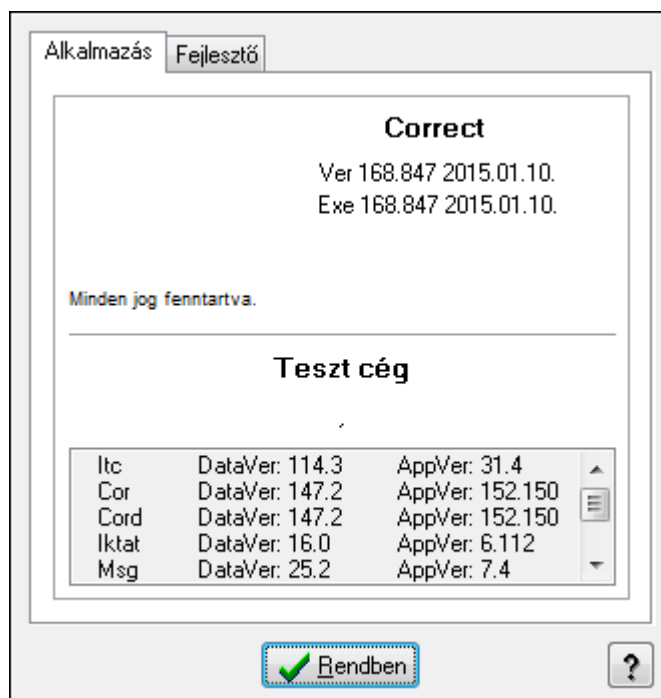 Alkalmazás Fejlesztő
Correct
Ver 168.847 2015.01.10.
Exe 168.847 2015.01.10.
Minden jog fenntartva.
Teszt cég
,
Itc DataVer: 114.3 AppVer: 31.4
Cor DataVer: 147.2 AppVer: 152.150
Cord DataVer: 147.2 AppVer: 152.150
Iktat DataVer: 16.0 AppVer: 6.112
Msg DataVer: 25.2 AppVer: 7.4
Rendben ?